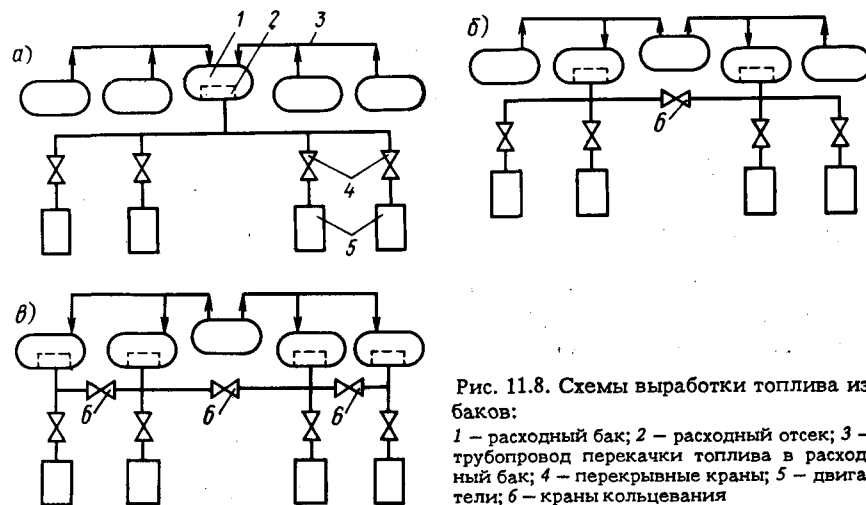 а)
1
2
3
4
5
б)
6
в)
6
6
6
Рис. 11.8. Схемы выработки топлива из
баков:
1 — расходный бак; 2 — расходный отсек; 3 —
трубопровод перекачки топлива в расход
ный бак; 4 — перекрывные краны; 5 — двига
тели; 6 — краны кольцевания